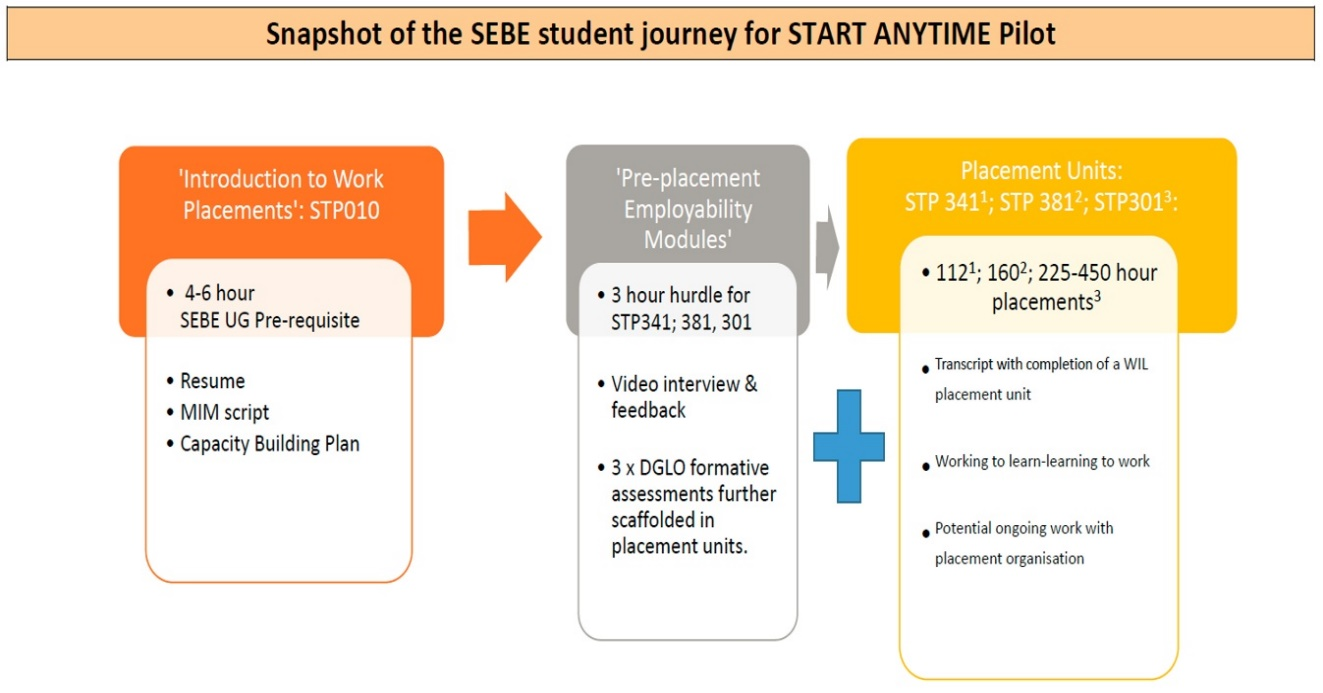 Snapshot of the SEBE student journey for START ANYTIME Pilot
'Introduction to Work
Placements': STP010
• 4-6 hour
SEBE UG Pre-requisite
• Resume
• MIM script
• Capacity Building Plan
'Pre-placement
Employability
Modules'
• 3 hour hurdle for
STP341; 381, 301
• Video interview &
feedback
• 3 x DGLO formative
assessments further
scaffolded in
placement units.
Placement Units:
STP 341¹; STP 381²; STP301³:
• 112¹; 160²; 225-450 hour
placements³
• Transcript with completion of a WIL
placement unit
• Working to learn-learning to work
• Potential ongoing work with
placement organisation